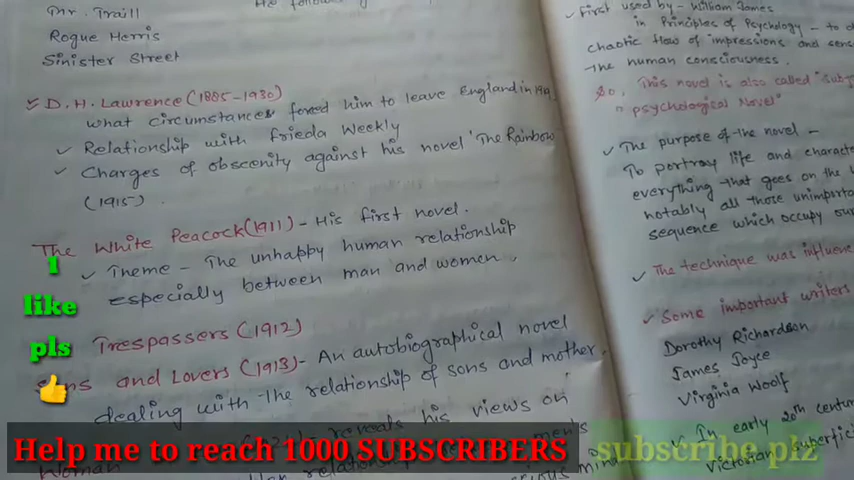 Mr. Traill
Rogue Herris
Sinister Street
D. H. Lawrence (1885-1930)
what circumstances forced him to leave England in 19
Relationship with Frieda Weekly
Charges of obscenity against his novel 'The Rainbow
(1915).
The White Peacock (1911) - His first novel.
Theme - The unhappy human relationship
especially between man and women.
Trespassers (1912)
and Lovers (1913) - An autobiographical novel
dealing with the relationship of sons and mother.
reveals his views on
relationship
First used by - William James
in Principles of Psychology - to
chaotic flow of impressions and
the human consciousness.
So, This novel is also called
"psychological Novel"
The purpose of the novel -
To portray life and
everything that goes on the
notably all those
sequence which occupy
The technique was
Some important writers
Dorothy Richardson
James Joyce
Virginia Woolf
In early 20th
Victorian
1
like
pls
👍
Help me to reach 1000 SUBSCRIBERS
subscribe plz